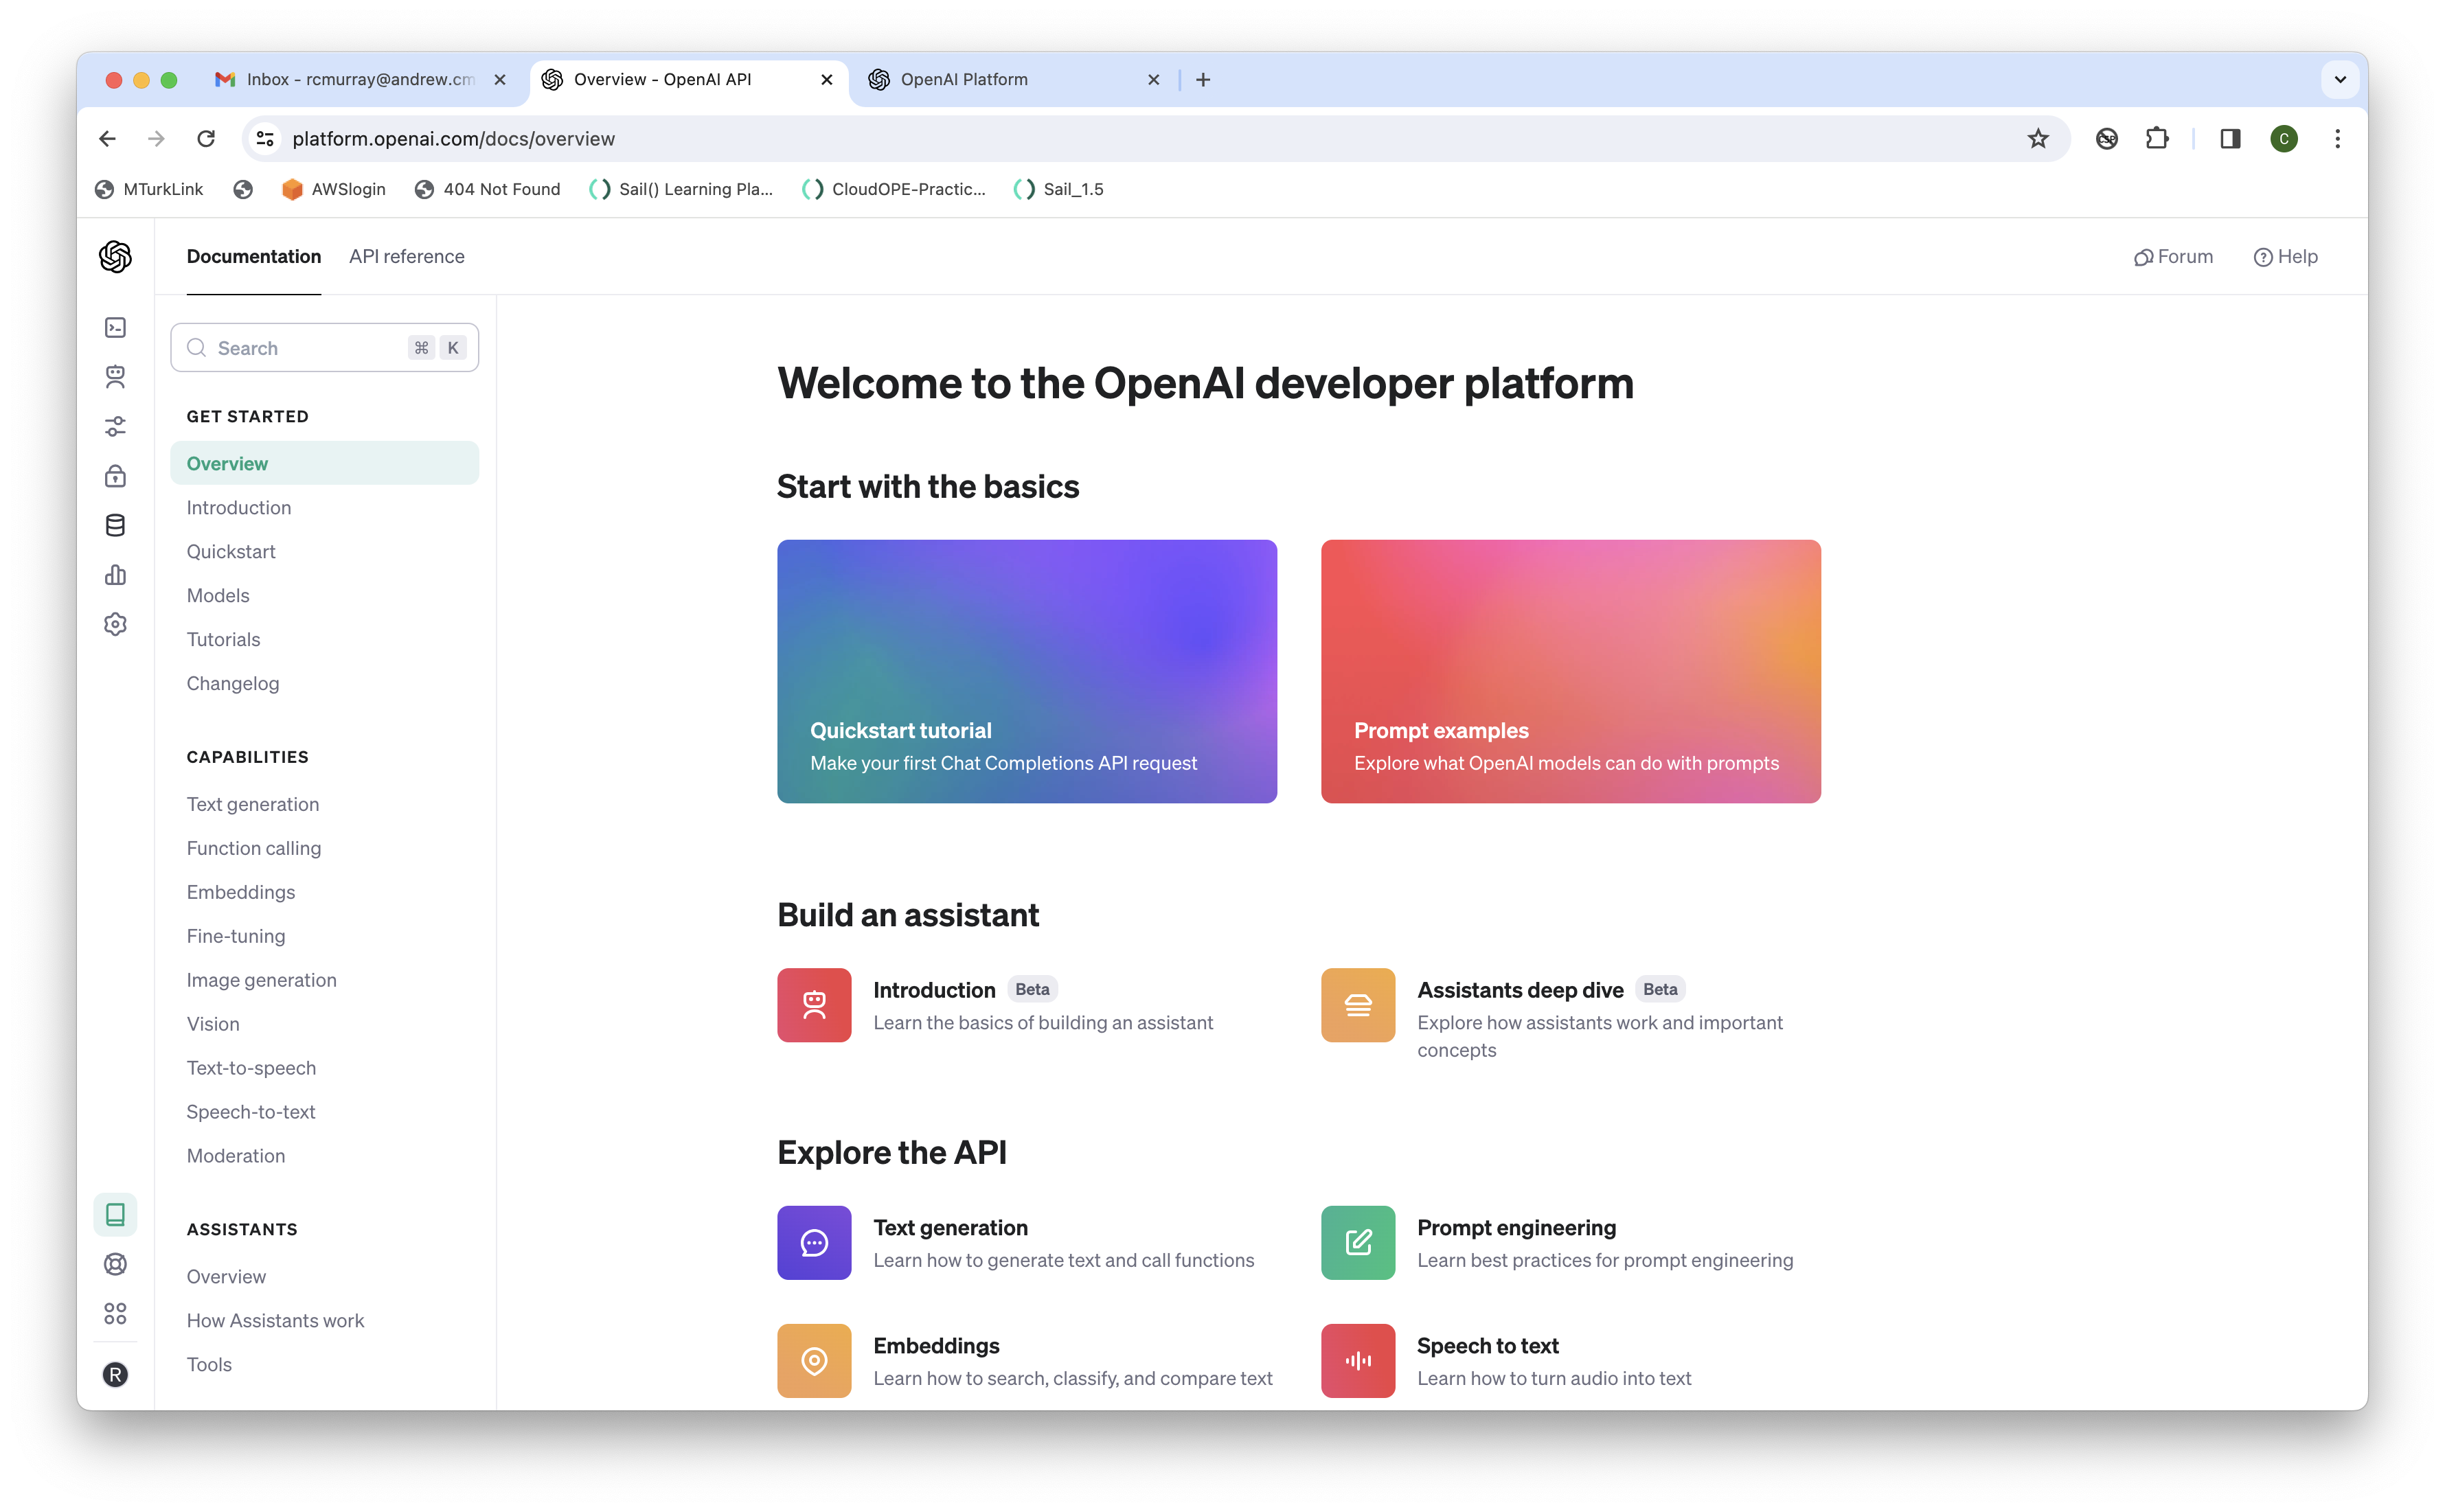 Inbox - rcmurray@andrew.cm
Overview - OpenAI API
OpenAI Platform
platform.openai.com/docs/overview
CSP
C
MTurkLink
AWSlogin
404 Not Found
Sail() Learning Pla...
CloudOPE-Practic...
Sail_1.5
Documentation
API reference
Forum
Help
Search
⌘ K
GET STARTED
Overview
Introduction
Quickstart
Models
Tutorials
Changelog
CAPABILITIES
Text generation
Function calling
Embeddings
Fine-tuning
Image generation
Vision
Text-to-speech
Speech-to-text
Moderation
ASSISTANTS
Overview
How Assistants work
Tools
R
Welcome to the OpenAI developer platform
Start with the basics
Quickstart tutorial
Make your first Chat Completions API request
Prompt examples
Explore what OpenAI models can do with prompts
Build an assistant
Introduction Beta
Learn the basics of building an assistant
Assistants deep dive Beta
Explore how assistants work and important
concepts
Explore the API
Text generation
Learn how to generate text and call functions
Prompt engineering
Learn best practices for prompt engineering
Embeddings
Learn how to search, classify, and compare text
Speech to text
Learn how to turn audio into text